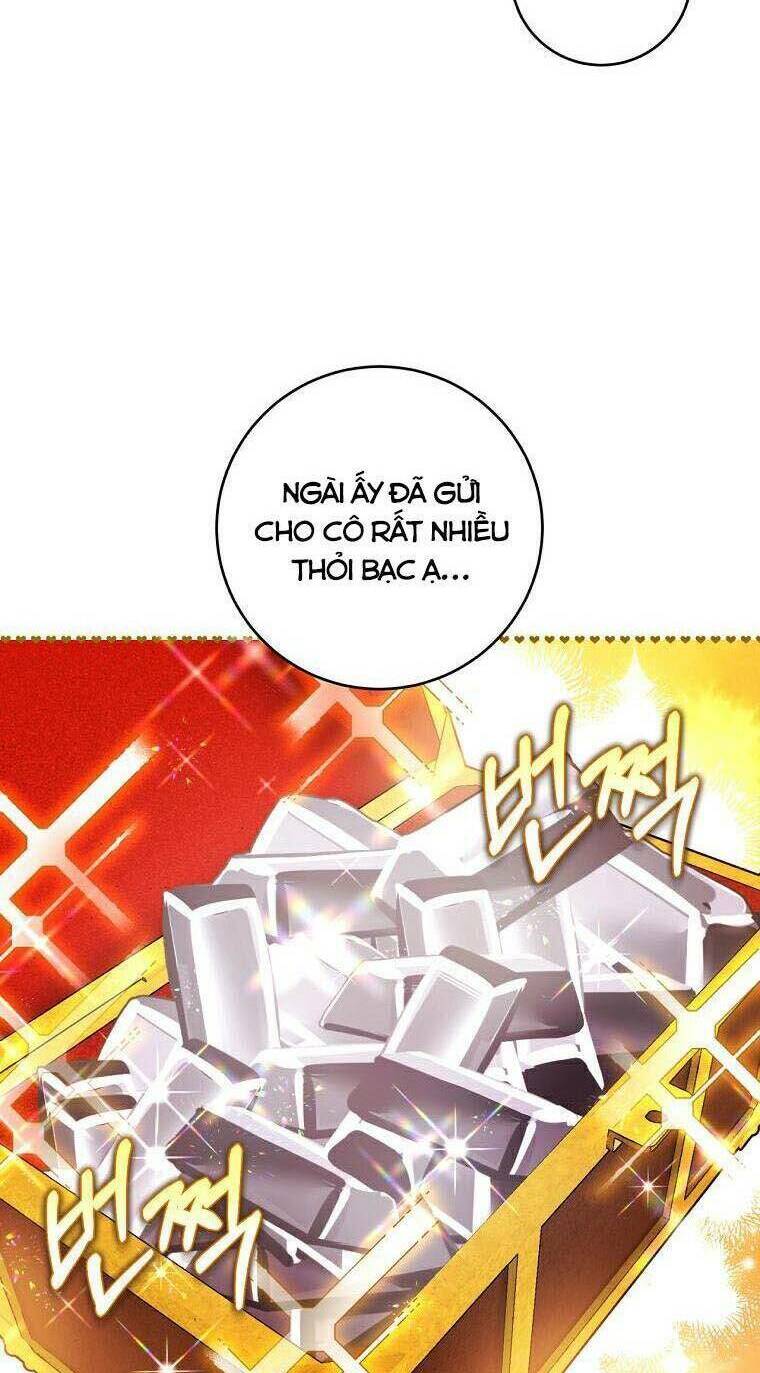 NGÀI ẤY ĐÃ GỬI
CHO CÔ RẤT NHIỀU
THỎI BẠC Ạ...
번쩍
번쩍